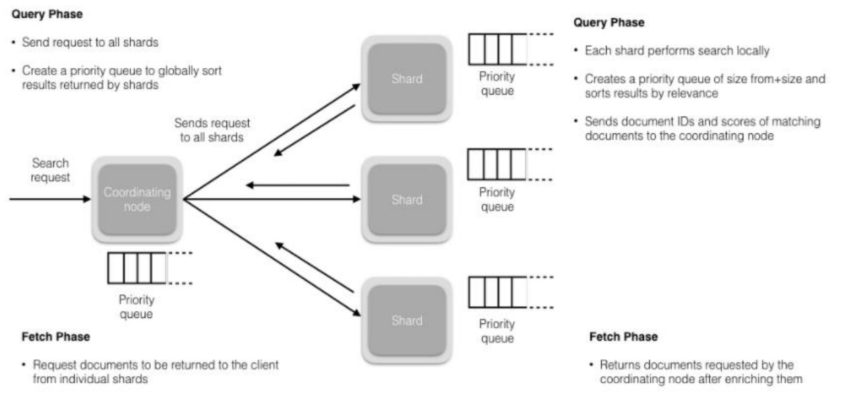 Query Phase
• Send request to all shards
• Create a priority queue to globally sort
results returned by shards
Search
request
Coordinating
node
Priority
queue
Sends request
to all shards
Shard
Priority
queue
Shard
Priority
queue
Shard
Priority
queue
Query Phase
• Each shard performs search locally
• Creates a priority queue of size from+size and
sorts results by relevance
• Sends document IDs and scores of matching
documents to the coordinating node
Fetch Phase
• Request documents to be returned to the client
from individual shards
Fetch Phase
• Returns documents requested by the
coordinating node after enriching them